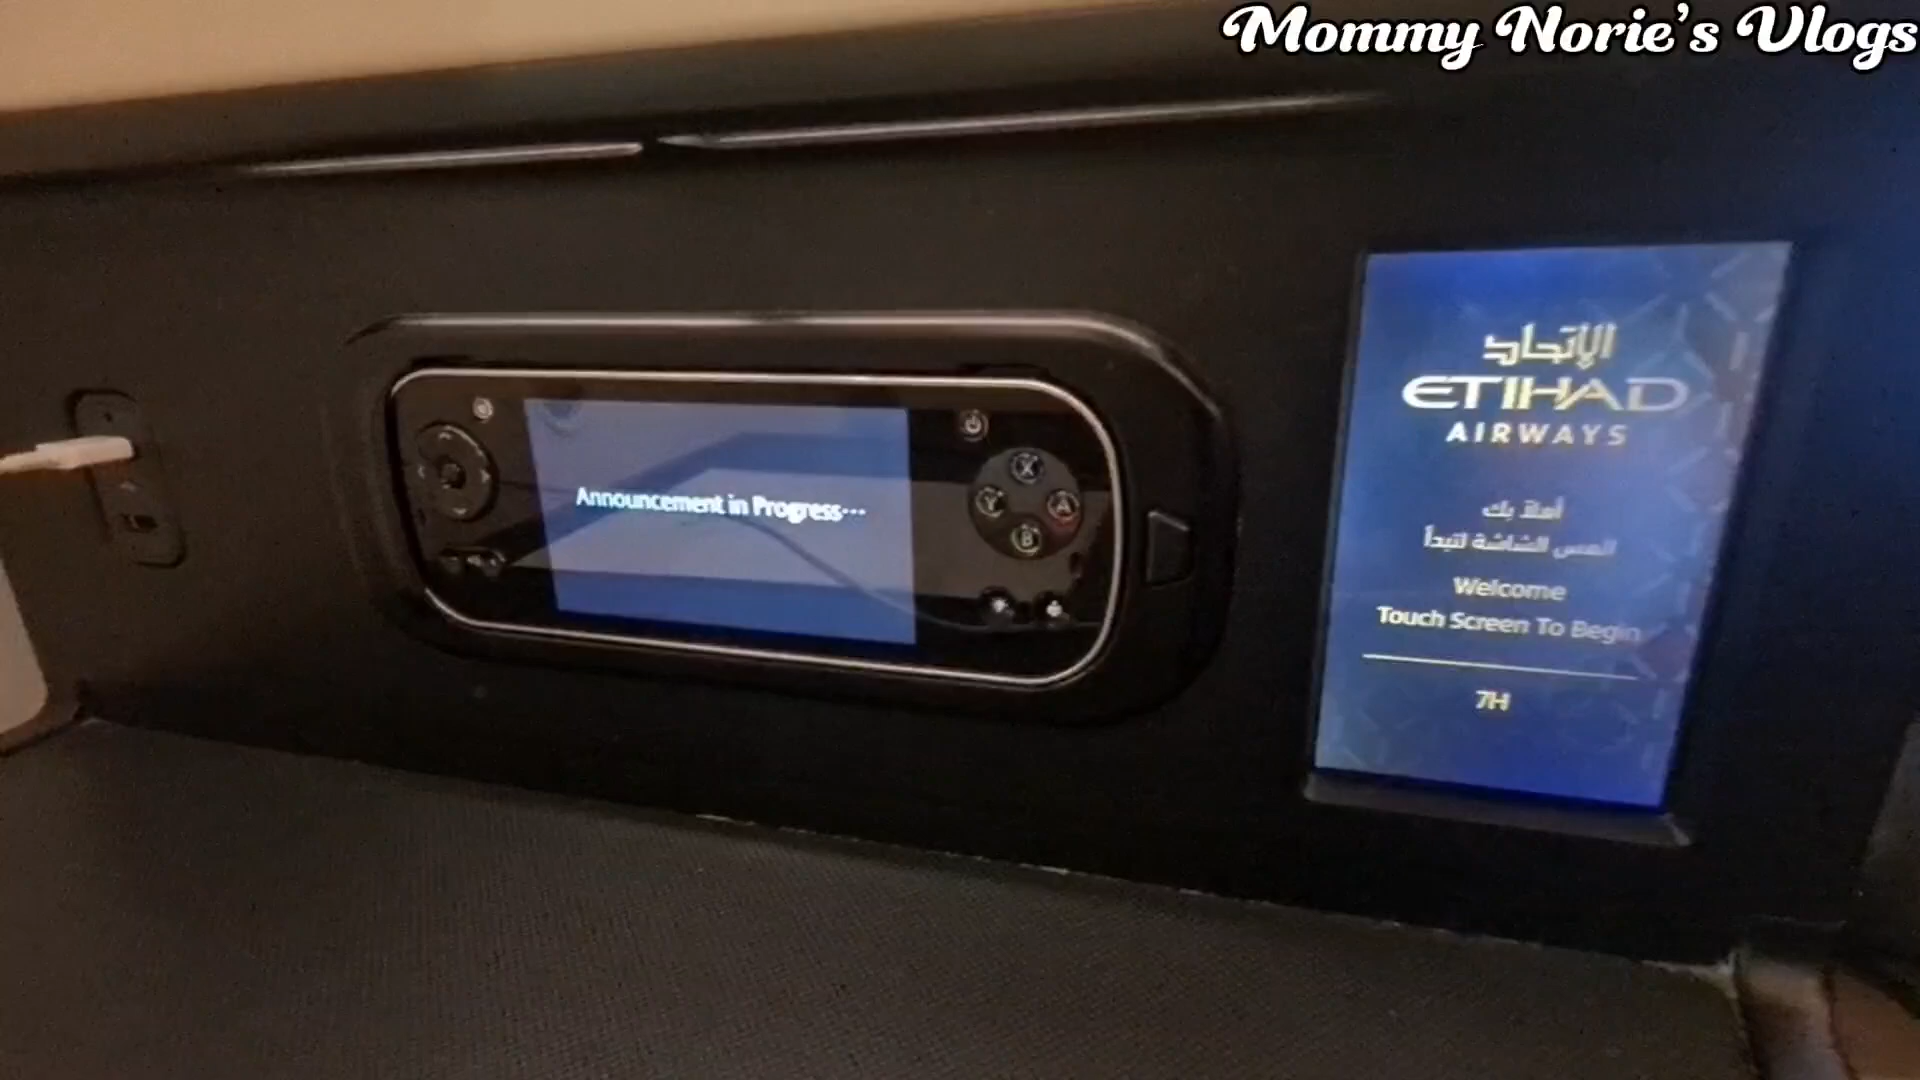 Mommy Norie's Vlogs
Announcement in Progress...
X
Y
A
B
الإتحاد
ETIHAD
AIRWAYS
أهلاً بك
المس الشاشة لتبدأ
Welcome
Touch Screen To Begin
7H